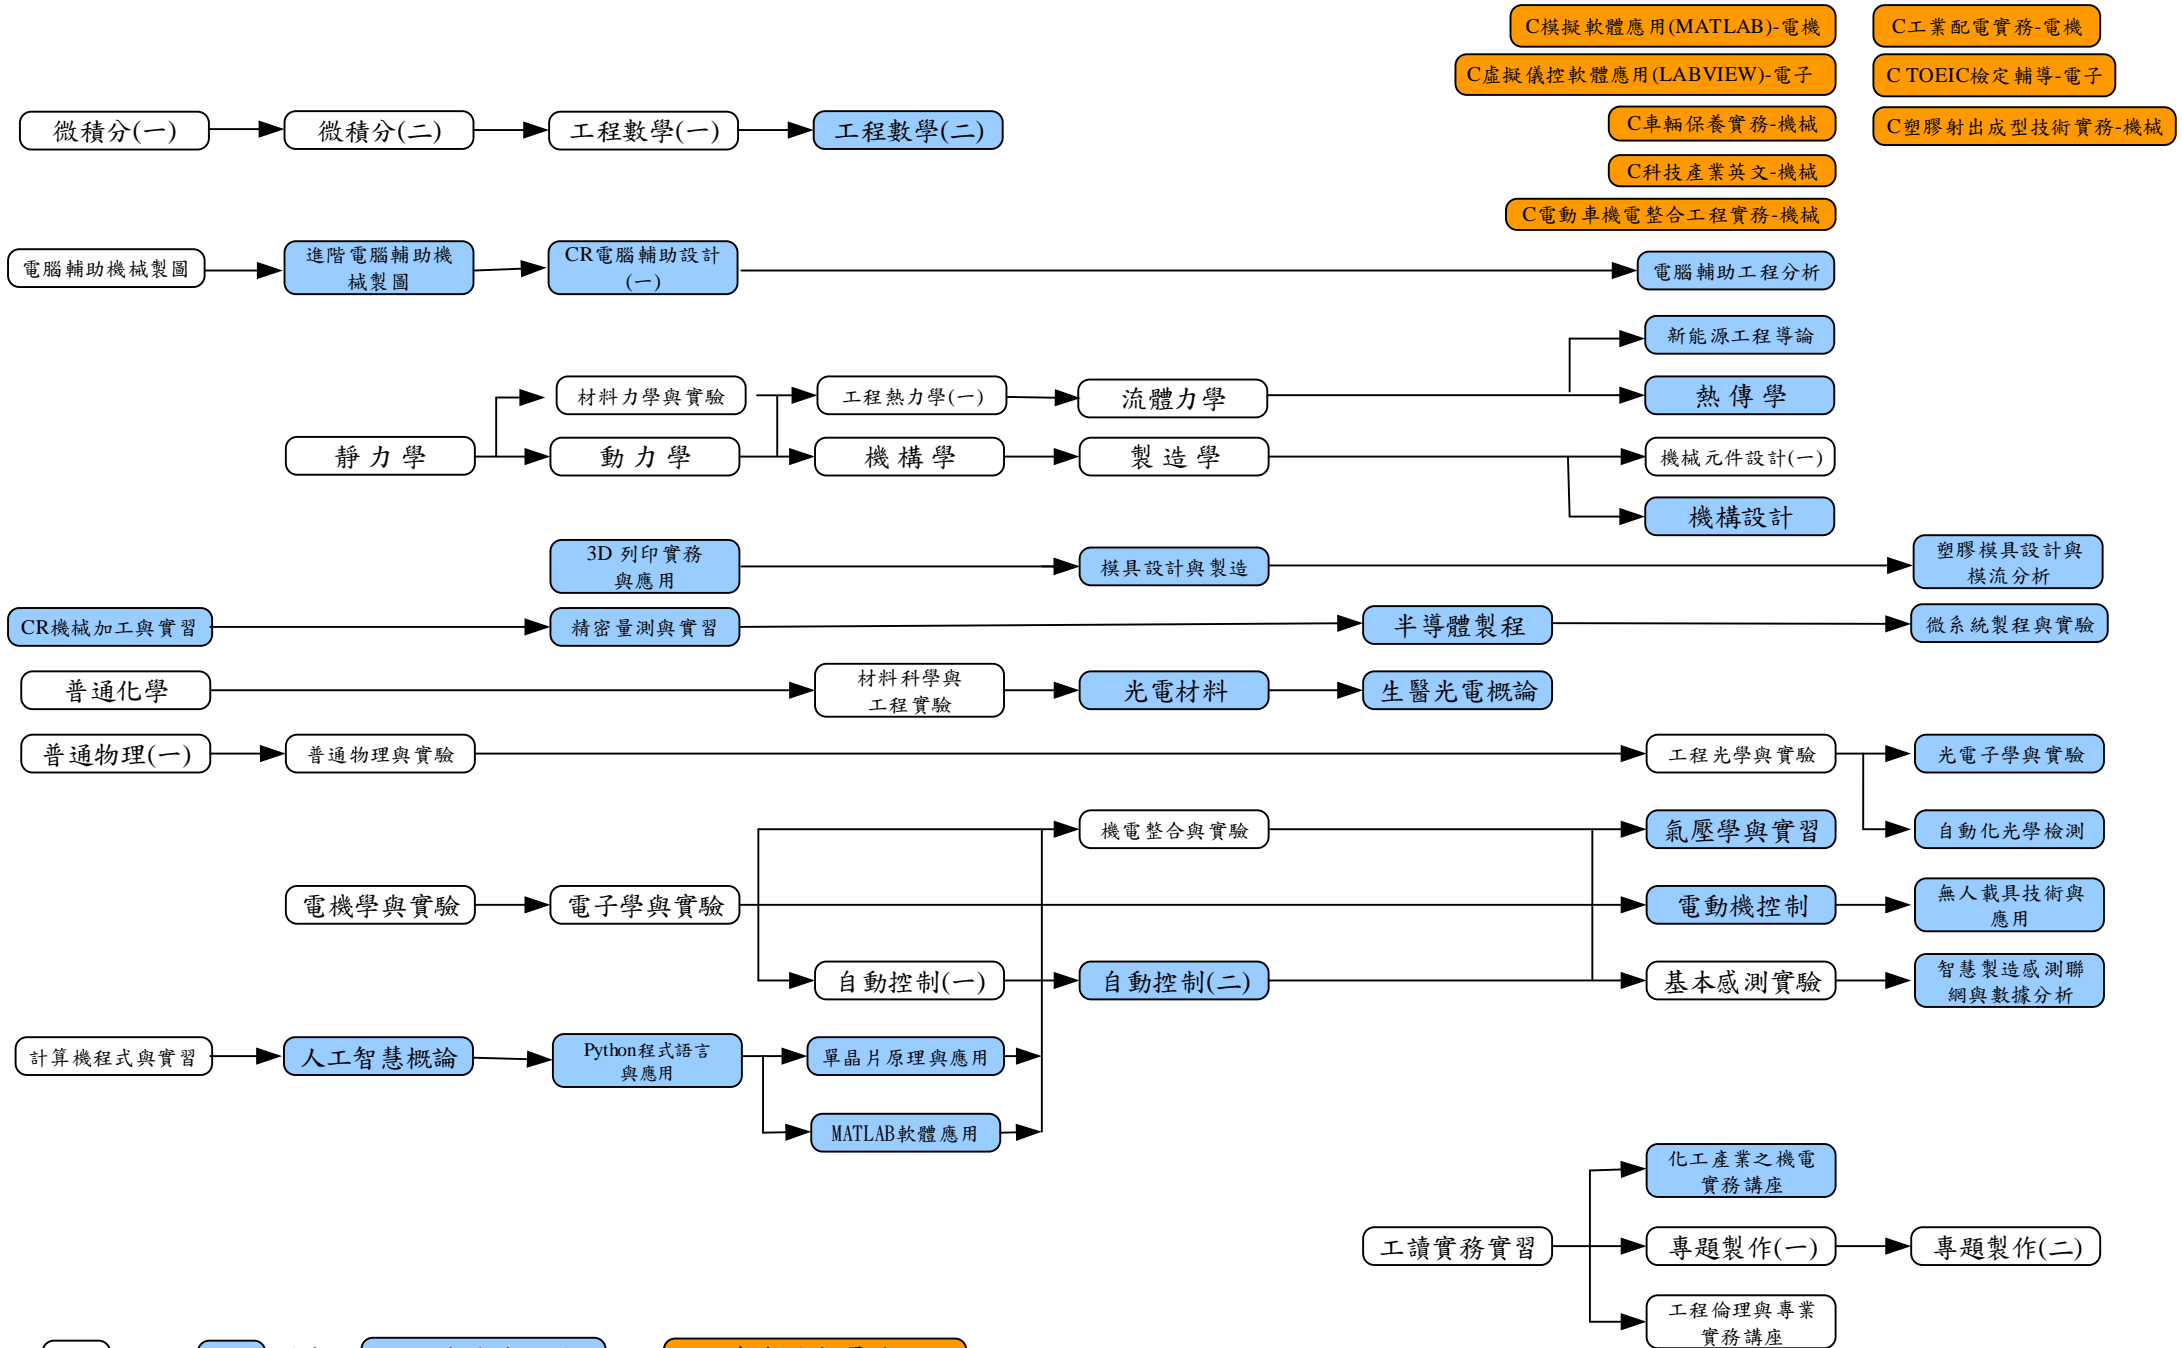 C模擬軟體應用(MATLAB)-電機
C工業配電實務-電機
C虛擬儀控軟體應用(LABVIEW)-電子
C TOEIC檢定輔導-電子
微積分(一)
微積分(二)
工程數學(一)
工程數學(二)
C車輛保養實務-機械
C塑膠射出成型技術實務-機械
C科技產業英文-機械
C電動車機電整合工程實務-機械
電腦輔助機械製圖
進階電腦輔助機
械製圖
CR電腦輔助設計
(一)
電腦輔助工程分析
新能源工程導論
材料力學與實驗
工程熱力學(一)
流體力學
熱傳學
靜力學
動力學
機構學
製造學
機械元件設計(一)
機構設計
3D 列印實務
與應用
模具設計與製造
塑膠模具設計與
模流分析
CR機械加工與實習
精密量測與實習
半導體製程
微系統製程與實驗
普通化學
材料科學與
工程實驗
光電材料
生醫光電概論
普通物理(一)
普通物理與實驗
工程光學與實驗
光電子學與實驗
機電整合與實驗
氣壓學與實習
自動化光學檢測
電機學與實驗
電子學與實驗
電動機控制
無人載具技術與
應用
自動控制(一)
自動控制(二)
基本感測實驗
智慧製造感測聯
網與數據分析
計算機程式與實習
人工智慧概論
Python程式語言
與應用
單晶片原理與應用
MATLAB軟體應用
化工產業之機電
實務講座
工讀實務實習
專題製作(一)
專題製作(二)
工程倫理與專業
實務講座